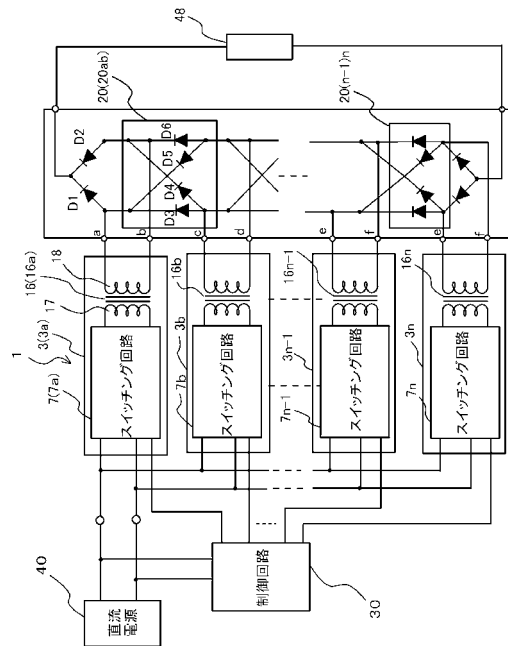 1
3(3a)
7(7a)
16(16a)
17
18
スイッチング回路
a
b
D1
D2
20(20ab)
D3
D4
D5
D6
48
c
d
3b
7b
16b
スイッチング回路
3n-1
7n-1
16n-1
スイッチング回路
e
f
20(n-1)n
3n
7n
16n
スイッチング回路
e
f
40
直流
電源
制御回路
30